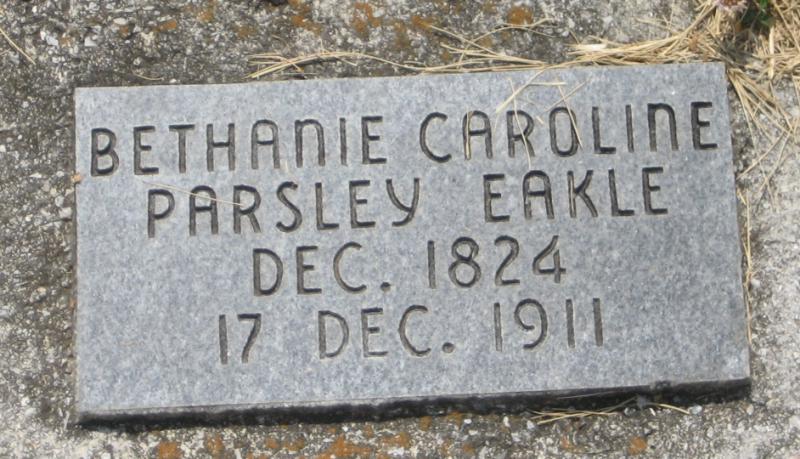 BETHANIE CAROLINE
PARSLEY EAKLE
DEC. 1824
17 DEC. 1911